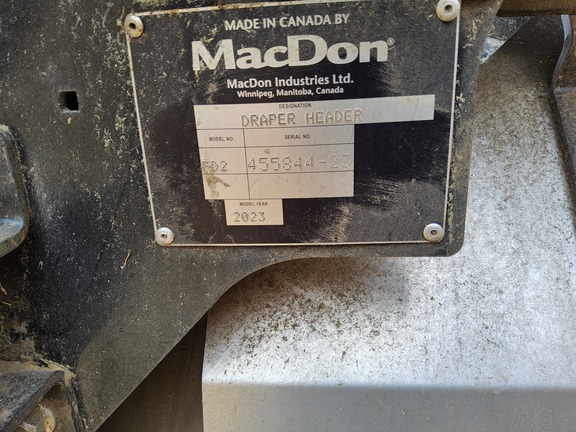 MADE IN CANADA BY
MacDon®
MacDon Industries Ltd.
Winnipeg, Manitoba, Canada
DESIGNATION
DRAPER HEADER
MODEL NO SERIAL NO.
FD2 455844-23
MODEL YEAR
2023